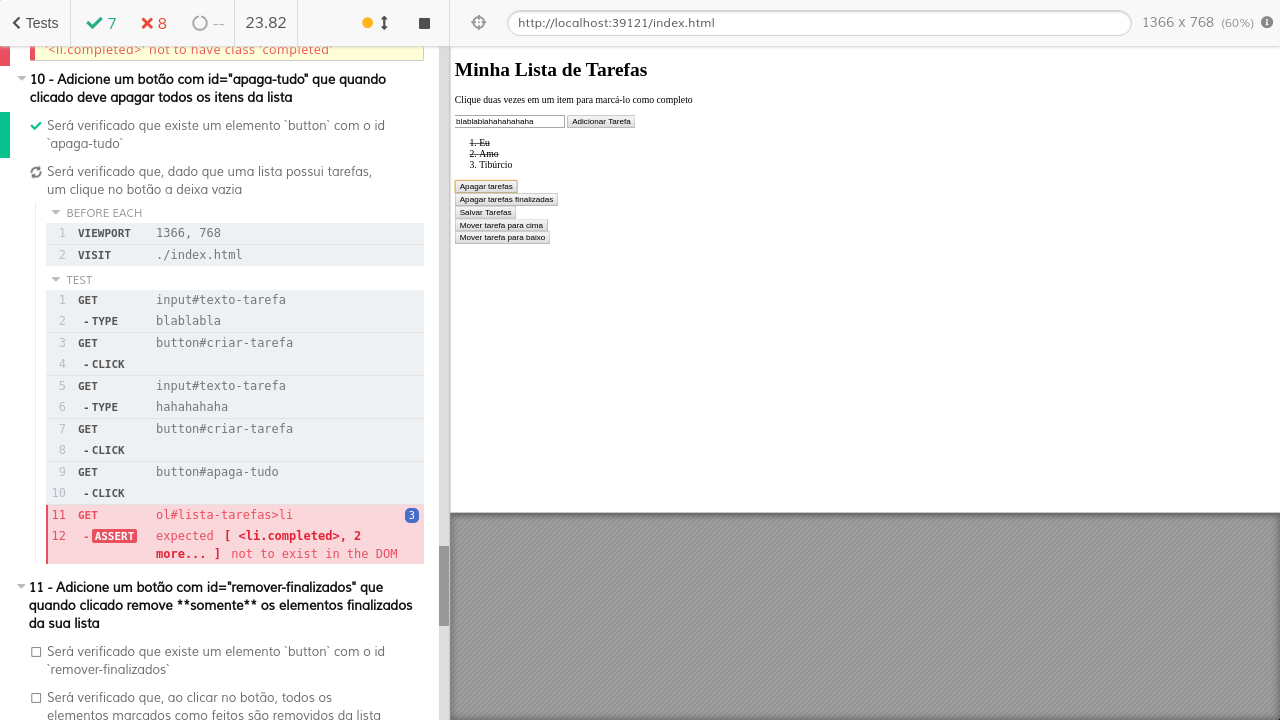 Tests
7
8
--
23.82
http://localhost:39121/index.html
1366 x 768 (60%)
'<li.completed>' not to have class 'completed'
10 - Adicione um botão com id="apaga-tudo" que quando
clicado deve apagar todos os itens da lista
Será verificado que existe um elemento `button` com o id
`apaga-tudo`
Será verificado que, dado que uma lista possui tarefas,
um clique no botão a deixa vazia
BEFORE EACH
1 VIEWPORT 1366, 768
2 VISIT ./index.html
TEST
1 GET input#texto-tarefa
2 -TYPE blablabla
3 GET button#criar-tarefa
4 -CLICK
5 GET input#texto-tarefa
6 -TYPE hahahahaha
7 GET button#criar-tarefa
8 -CLICK
9 GET button#apaga-tudo
10 -CLICK
11 GET ol#lista-tarefas>li 3
12 -ASSERT expected [ <li.completed>, 2
more... ] not to exist in the DOM
11 - Adicione um botão com id="remover-finalizados" que
quando clicado remove **somente** os elementos finalizados
da sua lista
Será verificado que existe um elemento `button` com o id
`remover-finalizados`
Será verificado que, ao clicar no botão, todos os
elementos marcados como feitos são removidos da lista
Minha Lista de Tarefas
Clique duas vezes em um item para marcá-lo como completo
blablablahahahahaha Adicionar Tarefa
1. Eu
2. Amo
3. Tibúrcio
Apagar tarefas
Apagar tarefas finalizadas
Salvar Tarefas
Mover tarefa para cima
Mover tarefa para baixo